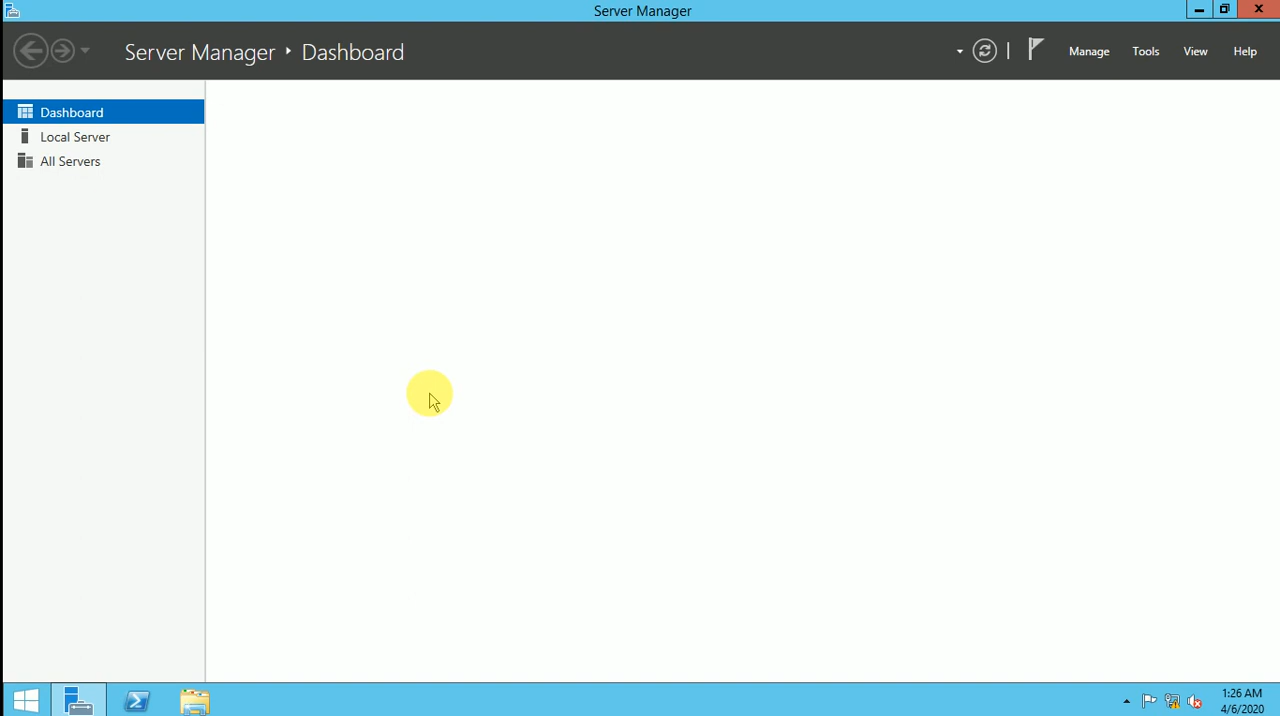 Server Manager
Server Manager ‣ Dashboard
Manage
Tools
View
Help
Dashboard
Local Server
All Servers
1:26 AM
4/6/2020